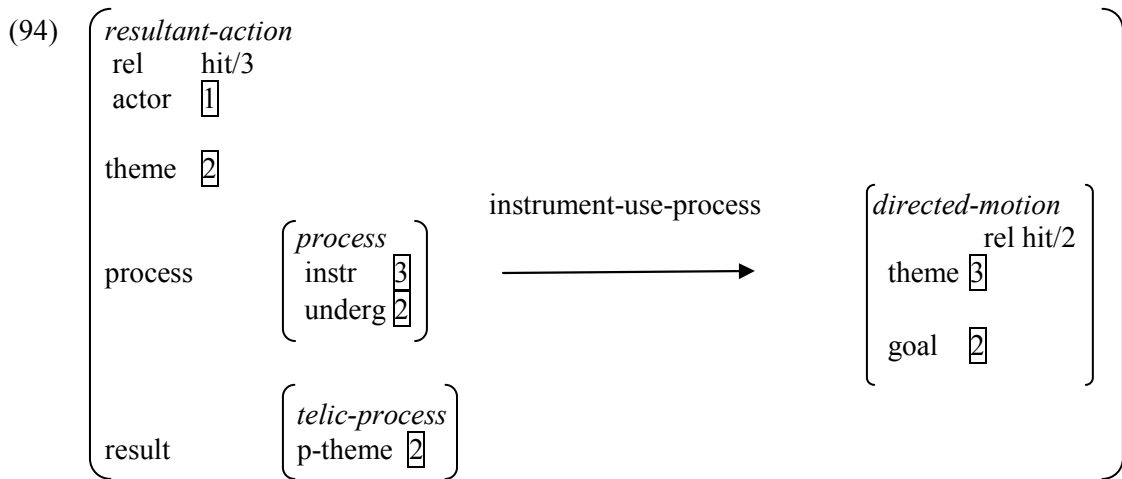 (94) resultant-action
rel hit/3
actor 1
theme 2
instrument-use-process
process
process
instr 3
underg 2
directed-motion
rel hit/2
theme 3
goal 2
result
telic-process
p-theme 2